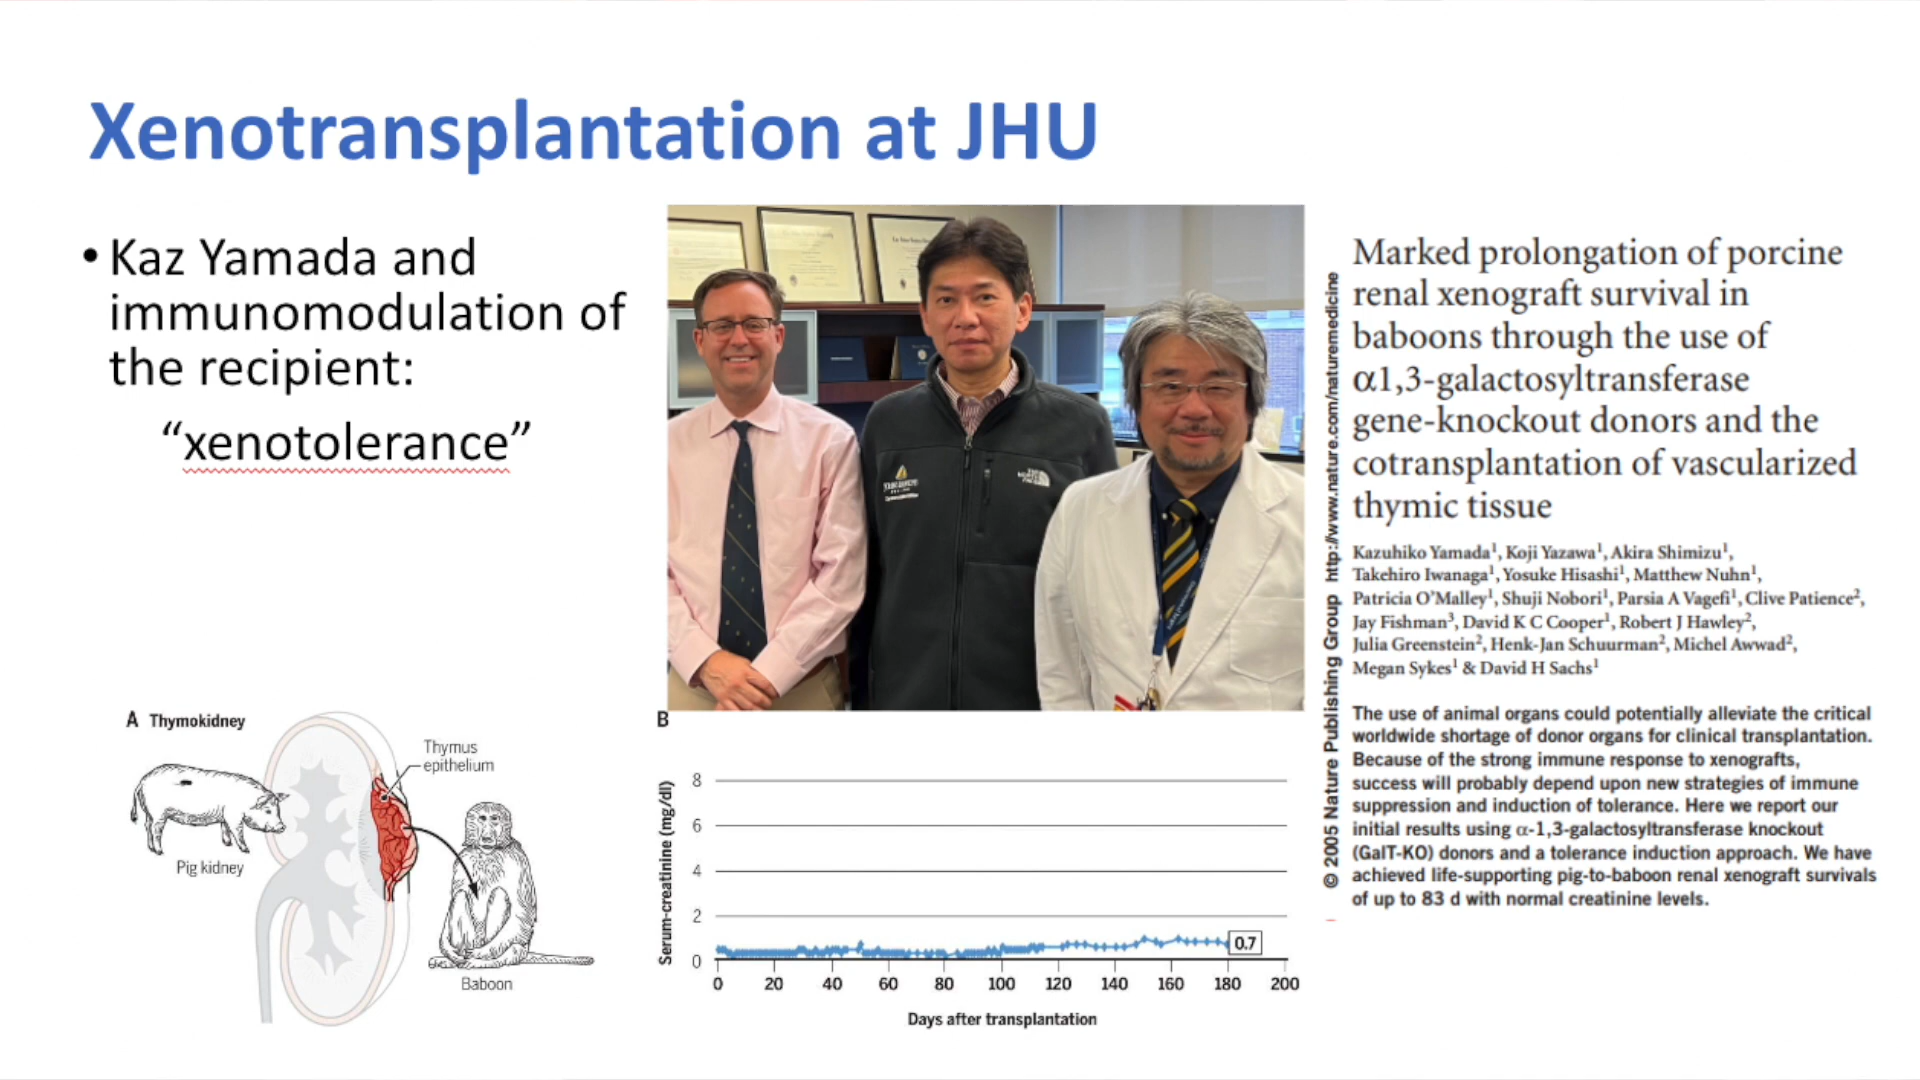 Xenotransplantation at JHU
• Kaz Yamada and
immunomodulation of
the recipient:
“xenotolerance”
THE
NORTH
FACE
© 2005 Nature Publishing Group http://www.nature.com/naturemedicine
Marked prolongation of porcine
renal xenograft survival in
baboons through the use of
α1,3-galactosyltransferase
gene-knockout donors and the
cotransplantation of vascularized
thymic tissue
Kazuhiko Yamada1, Koji Yazawa1, Akira Shimizu1,
Takehiro Iwanaga1, Yosuke Hisashi1, Matthew Nuhn1,
Patricia O’Malley1, Shuji Nobori1, Parsia A Vagefi1, Clive Patience2,
Jay Fishman3, David K C Cooper1, Robert J Hawley2,
Julia Greenstein2, Henk-Jan Schuurman2, Michel Awwad2,
Megan Sykes1 & David H Sachs1
The use of animal organs could potentially alleviate the critical
worldwide shortage of donor organs for clinical transplantation.
Because of the strong immune response to xenografts,
success will probably depend upon new strategies of immune
suppression and induction of tolerance. Here we report our
initial results using α-1,3-galactosyltransferase knockout
(GalT-KO) donors and a tolerance induction approach. We have
achieved life-supporting pig-to-baboon renal xenograft survivals
of up to 83 d with normal creatinine levels.
A Thymokidney
Thymus
epithelium
Pig kidney
Baboon
B
Serum-creatinine (mg/dl)
8
6
4
2
0
0.7
0 20 40 60 80 100 120 140 160 180 200
Days after transplantation